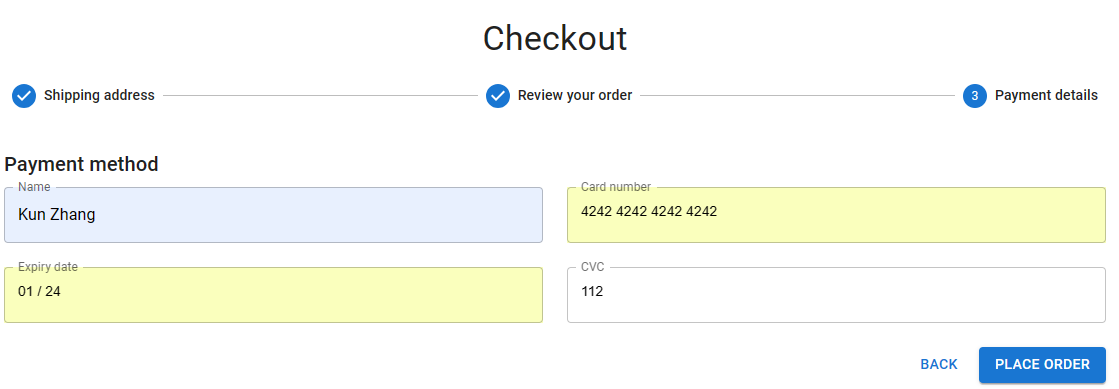 Checkout
Shipping address
Review your order
3 Payment details
Payment method
Name
Kun Zhang
Card number
4242 4242 4242 4242
Expiry date
01 / 24
CVC
112
BACK PLACE ORDER